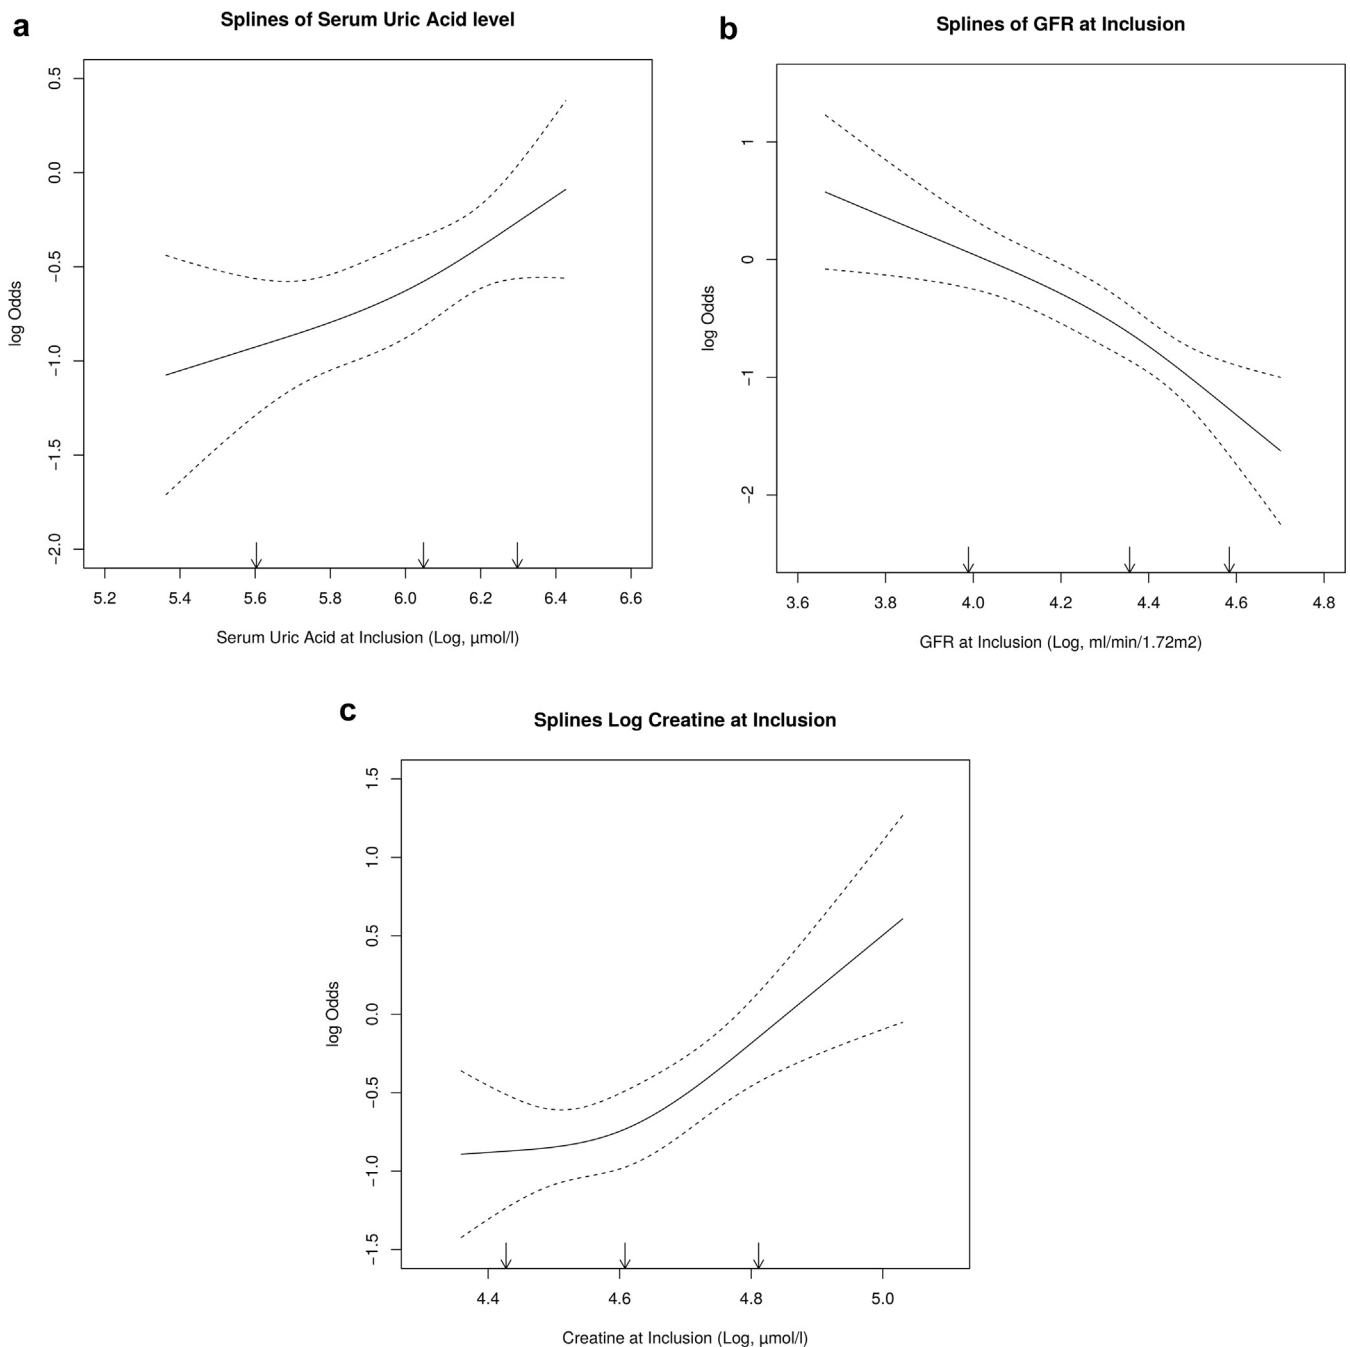 a
Splines of Serum Uric Acid level
log Odds
0.5
0.0
−0.5
−1.0
−1.5
−2.0
5.2 5.4 5.6 5.8 6.0 6.2 6.4 6.6
Serum Uric Acid at Inclusion (Log, µmol/l)
b
Splines of GFR at Inclusion
log Odds
1
0
−1
−2
3.6 3.8 4.0 4.2 4.4 4.6 4.8
GFR at Inclusion (Log, ml/min/1.72m2)
c
Splines Log Creatine at Inclusion
log Odds
1.5
1.0
0.5
0.0
−0.5
−1.0
−1.5
4.4 4.6 4.8 5.0
Creatine at Inclusion (Log, µmol/l)